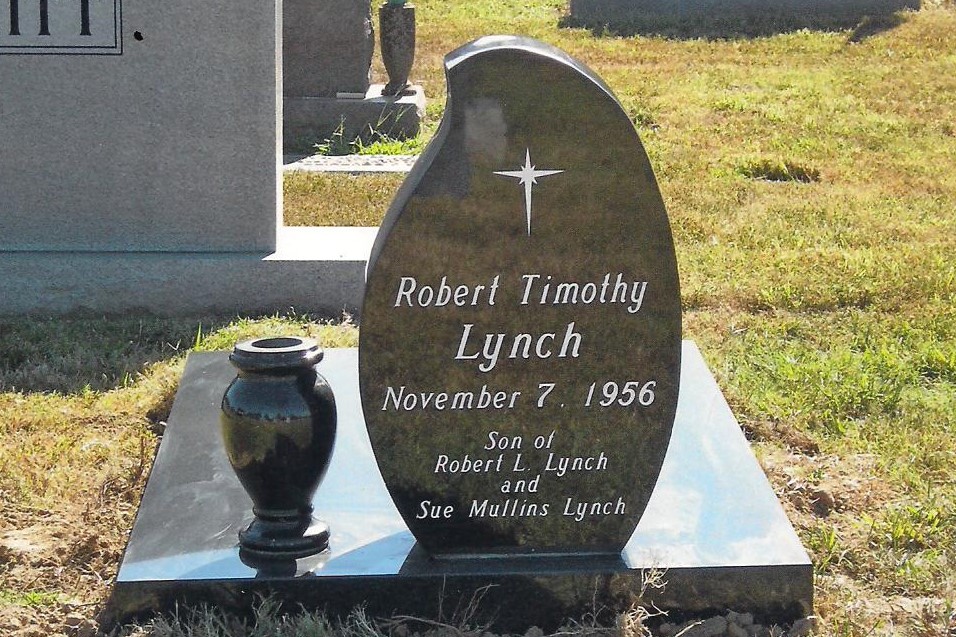 Robert Timothy
Lynch
November 7, 1956
Son of
Robert L. Lynch
and
Sue Mullins Lynch